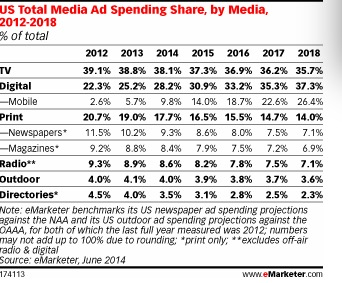 US Total Media Ad Spending Share, by Media,
2012-2018
% of total
2012 2013 2014 2015 2016 2017 2018
TV 39.1% 38.8% 38.1% 37.3% 36.9% 36.2% 35.7%
Digital 22.3% 25.2% 28.2% 30.9% 33.2% 35.3% 37.3%
—Mobile 2.6% 5.7% 9.8% 14.0% 18.7% 22.6% 26.4%
Print 20.7% 19.0% 17.7% 16.5% 15.5% 14.7% 14.0%
—Newspapers* 11.5% 10.2% 9.3% 8.6% 8.0% 7.5% 7.1%
—Magazines* 9.2% 8.8% 8.4% 7.9% 7.5% 7.2% 6.9%
Radio** 9.3% 8.9% 8.6% 8.2% 7.8% 7.5% 7.1%
Outdoor 4.0% 4.1% 4.0% 3.9% 3.8% 3.7% 3.6%
Directories* 4.5% 4.0% 3.5% 3.1% 2.8% 2.5% 2.3%
Note: eMarketer benchmarks its US newspaper ad spending projections
against the NAA and its US outdoor ad spending projections against the
OAAA, for both of which the last full year measured was 2012; numbers
may not add up to 100% due to rounding; *print only; **excludes off-air
radio & digital
Source: eMarketer, June 2014
174113 www.eMarketer.com